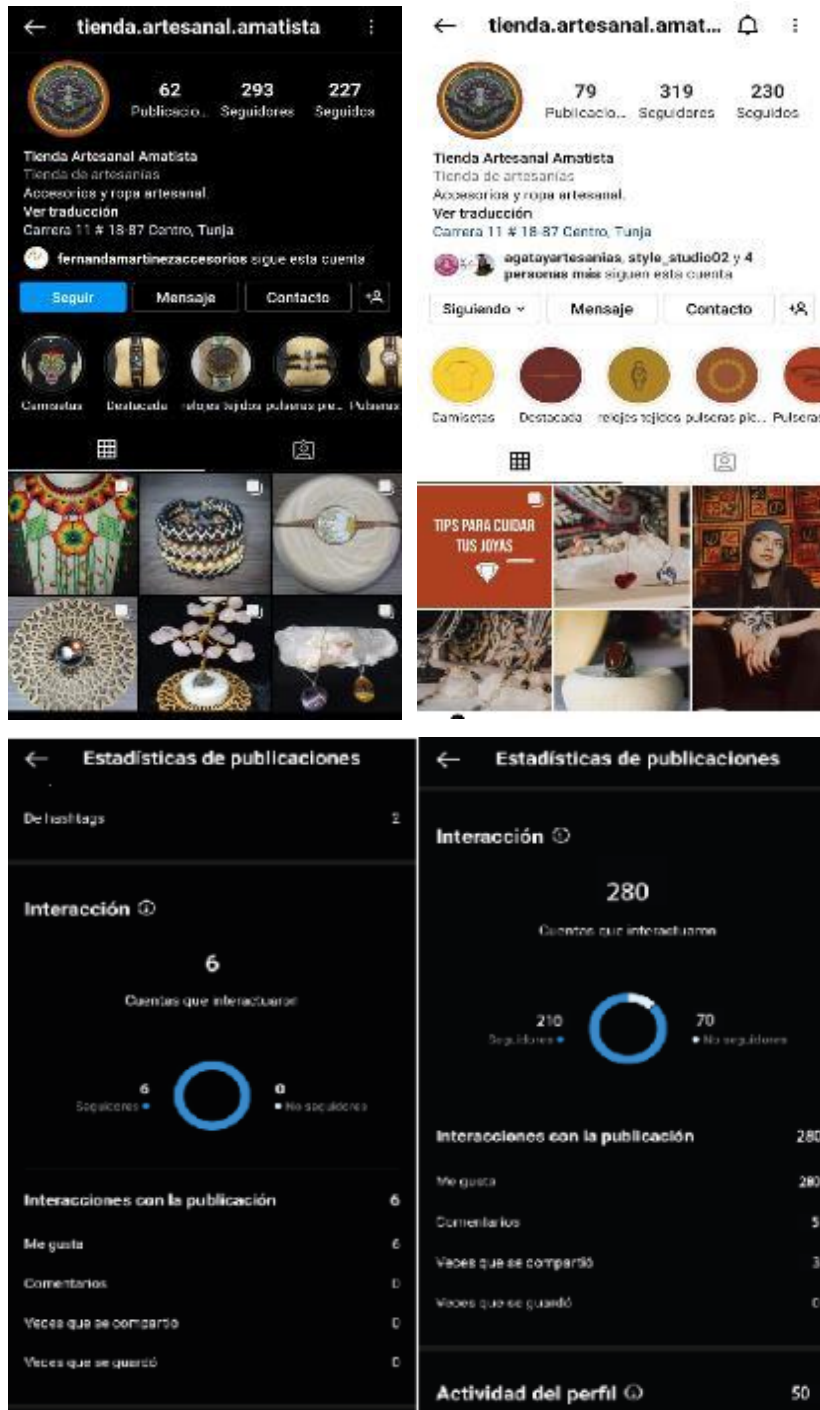 tienda.artesanal.amatista
62 293 227
Publicacio... Seguidores Seguidos
Tienda Artesanal Amatista
Tienda de artesanías
Accesorios y ropa artesanal.
Ver traducción
Carrera 11 # 18-87 Centro, Tunja
fernandamartinezaccesorios sigue esta cuenta
Seguir Mensaje Contacto
Camisetas Destacada relojes tejidos pulseras pie... Pulseras
tienda.artesanal.amat...
79 319 230
Publicacio... Seguidores Seguidos
Tienda Artesanal Amatista
Tienda de artesanías
Accesorios y ropa artesanal.
Ver traducción
Carrera 11 # 18-87 Centro, Tunja
agatayartesanias, style_studio02 y 4
personas más siguen esta cuenta
Siguiendo Mensaje Contacto
Camisetas Destacada relojes tejidos pulseras pie... Pulseras
TIPS PARA CUIDAR
TUS JOYAS
Estadísticas de publicaciones
De hashtags 2
Interacción
6
Cuentas que interactuaron
6 0
Seguidores No seguidores
Interacciones con la publicación 6
Me gusta 6
Comentarios 0
Veces que se compartió 0
Veces que se guardó 0
Estadísticas de publicaciones
Interacción
280
Cuentas que interactuaron
210 70
Seguidores No seguidores
Interacciones con la publicación 280
Me gusta 280
Comentarios 5
Veces que se compartió 3
Veces que se guardó 0
Actividad del perfil 50